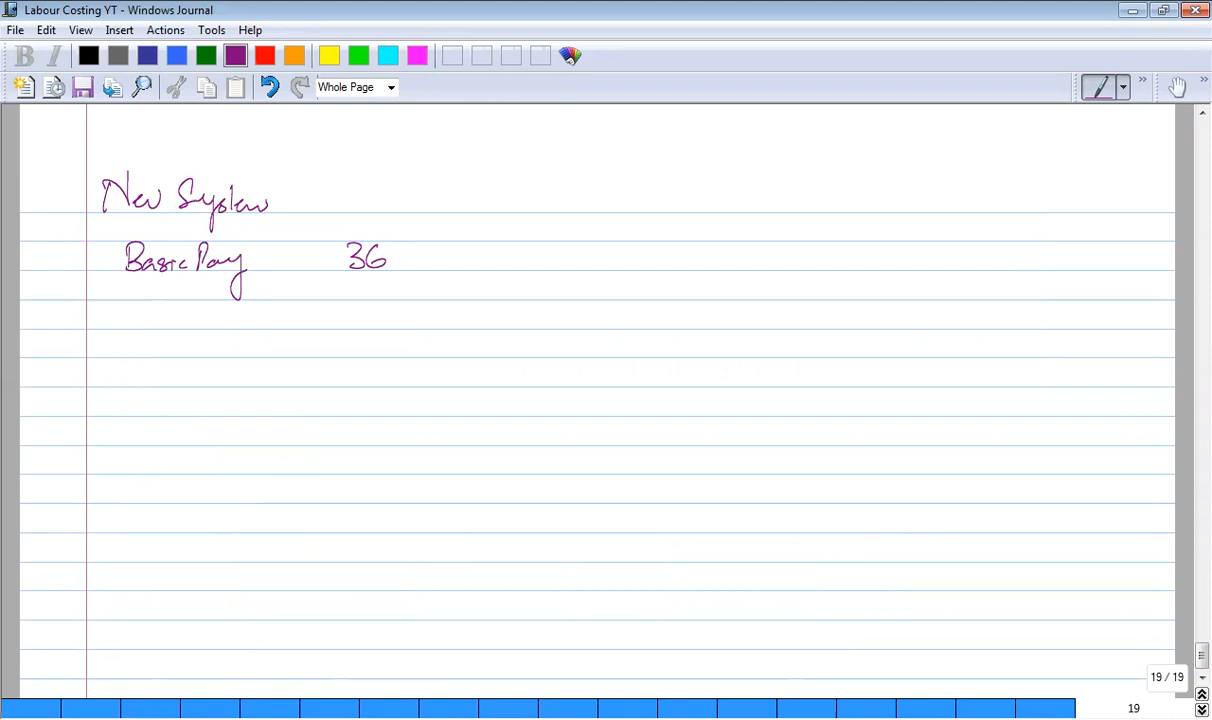 Labour Costing YT - Windows Journal
File Edit View Insert Actions Tools Help
B I
Whole Page
New System
Basic Pay 36
19 / 19
19